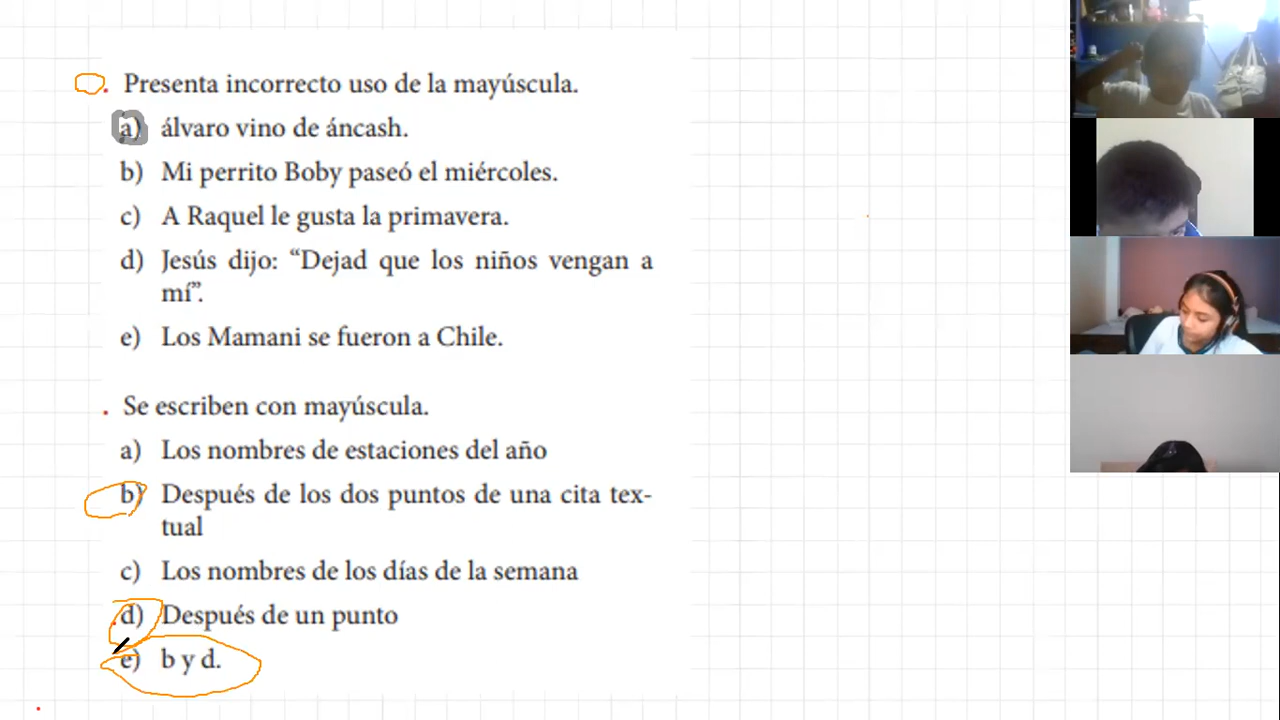 . Presenta incorrecto uso de la mayúscula.
a) álvaro vino de áncash.
b) Mi perrito Boby paseó el miércoles.
c) A Raquel le gusta la primavera.
d) Jesús dijo: “Dejad que los niños vengan a
mí”.
e) Los Mamani se fueron a Chile.
. Se escriben con mayúscula.
a) Los nombres de estaciones del año
b) Después de los dos puntos de una cita tex-
tual
c) Los nombres de los días de la semana
d) Después de un punto
e) b y d.